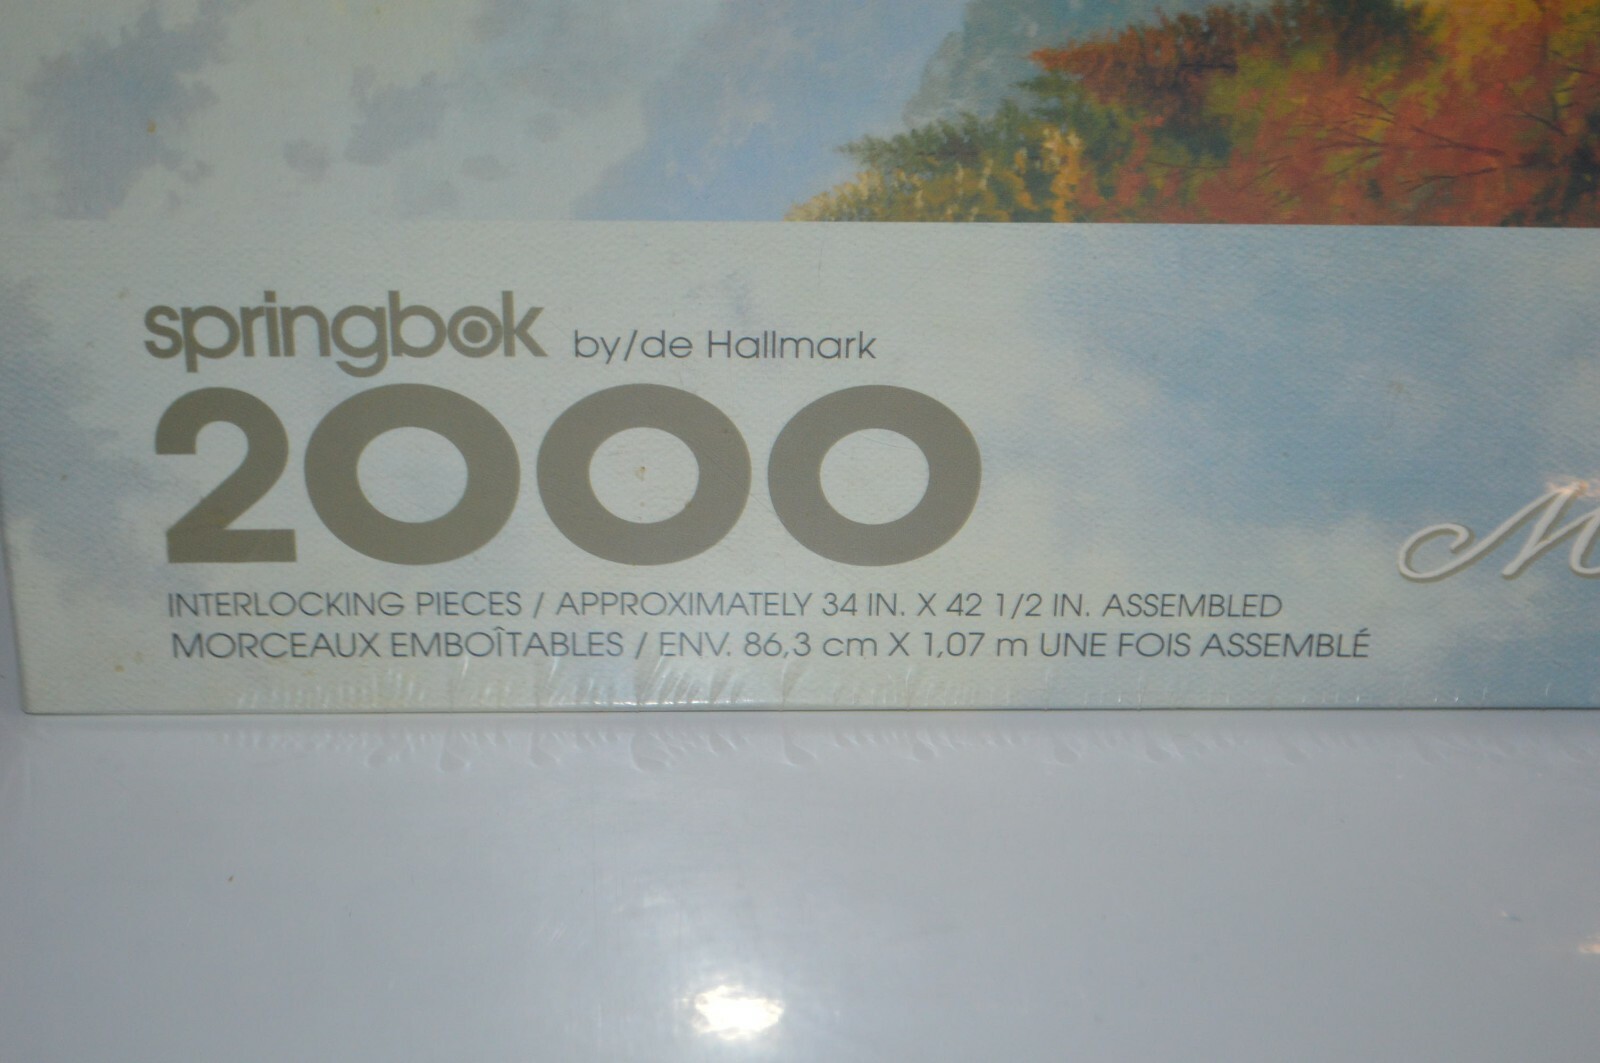 springbok by/de Hallmark
2000
INTERLOCKING PIECES / APPROXIMATELY 34 IN. X 42 1/2 IN. ASSEMBLED
MORCEAUX EMBOÎTABLES / ENV. 86,3 cm X 1,07 m UNE FOIS ASSEMBLÉ
M